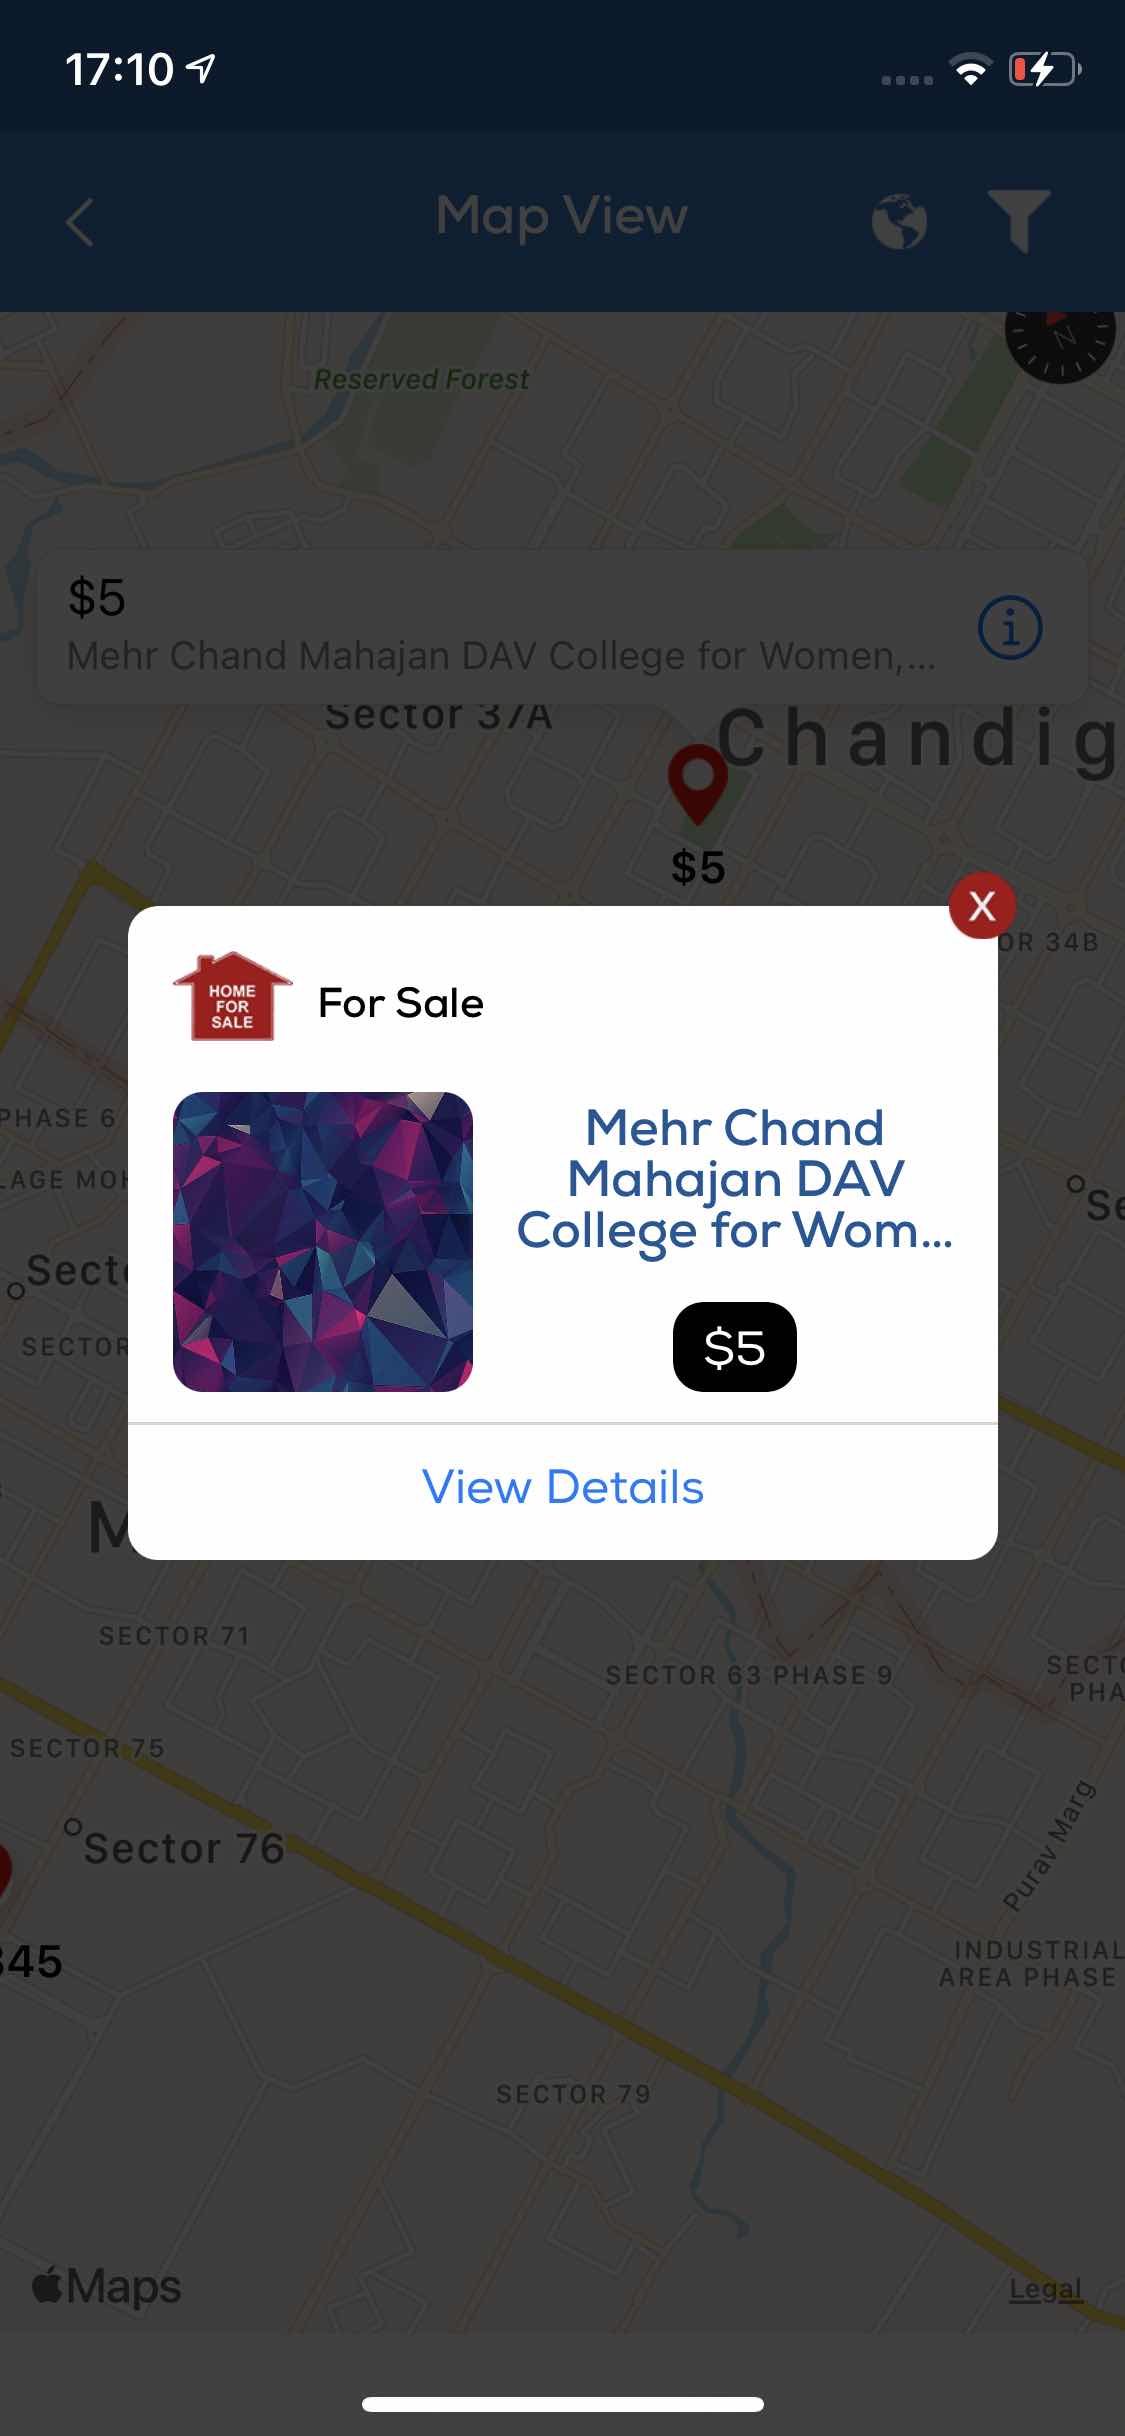 17:10
Map View
N
Reserved Forest
$5
Mehr Chand Mahajan DAV College for Women,...
Sector 37A
Chandig
$5
X
OR 34B
HOME
FOR
SALE
For Sale
PHASE 6
Mehr Chand
Mahajan DAV
College for Wom...
LAGE MOH
Se
Secto
SECTOR
$5
View Details
M
SECTOR 71
SECTOR 63 PHASE 9
SECTO
PHA
SECTOR 75
Purav Marg
Sector 76
345
INDUSTRIAL
AREA PHASE
SECTOR 79
Maps
Legal